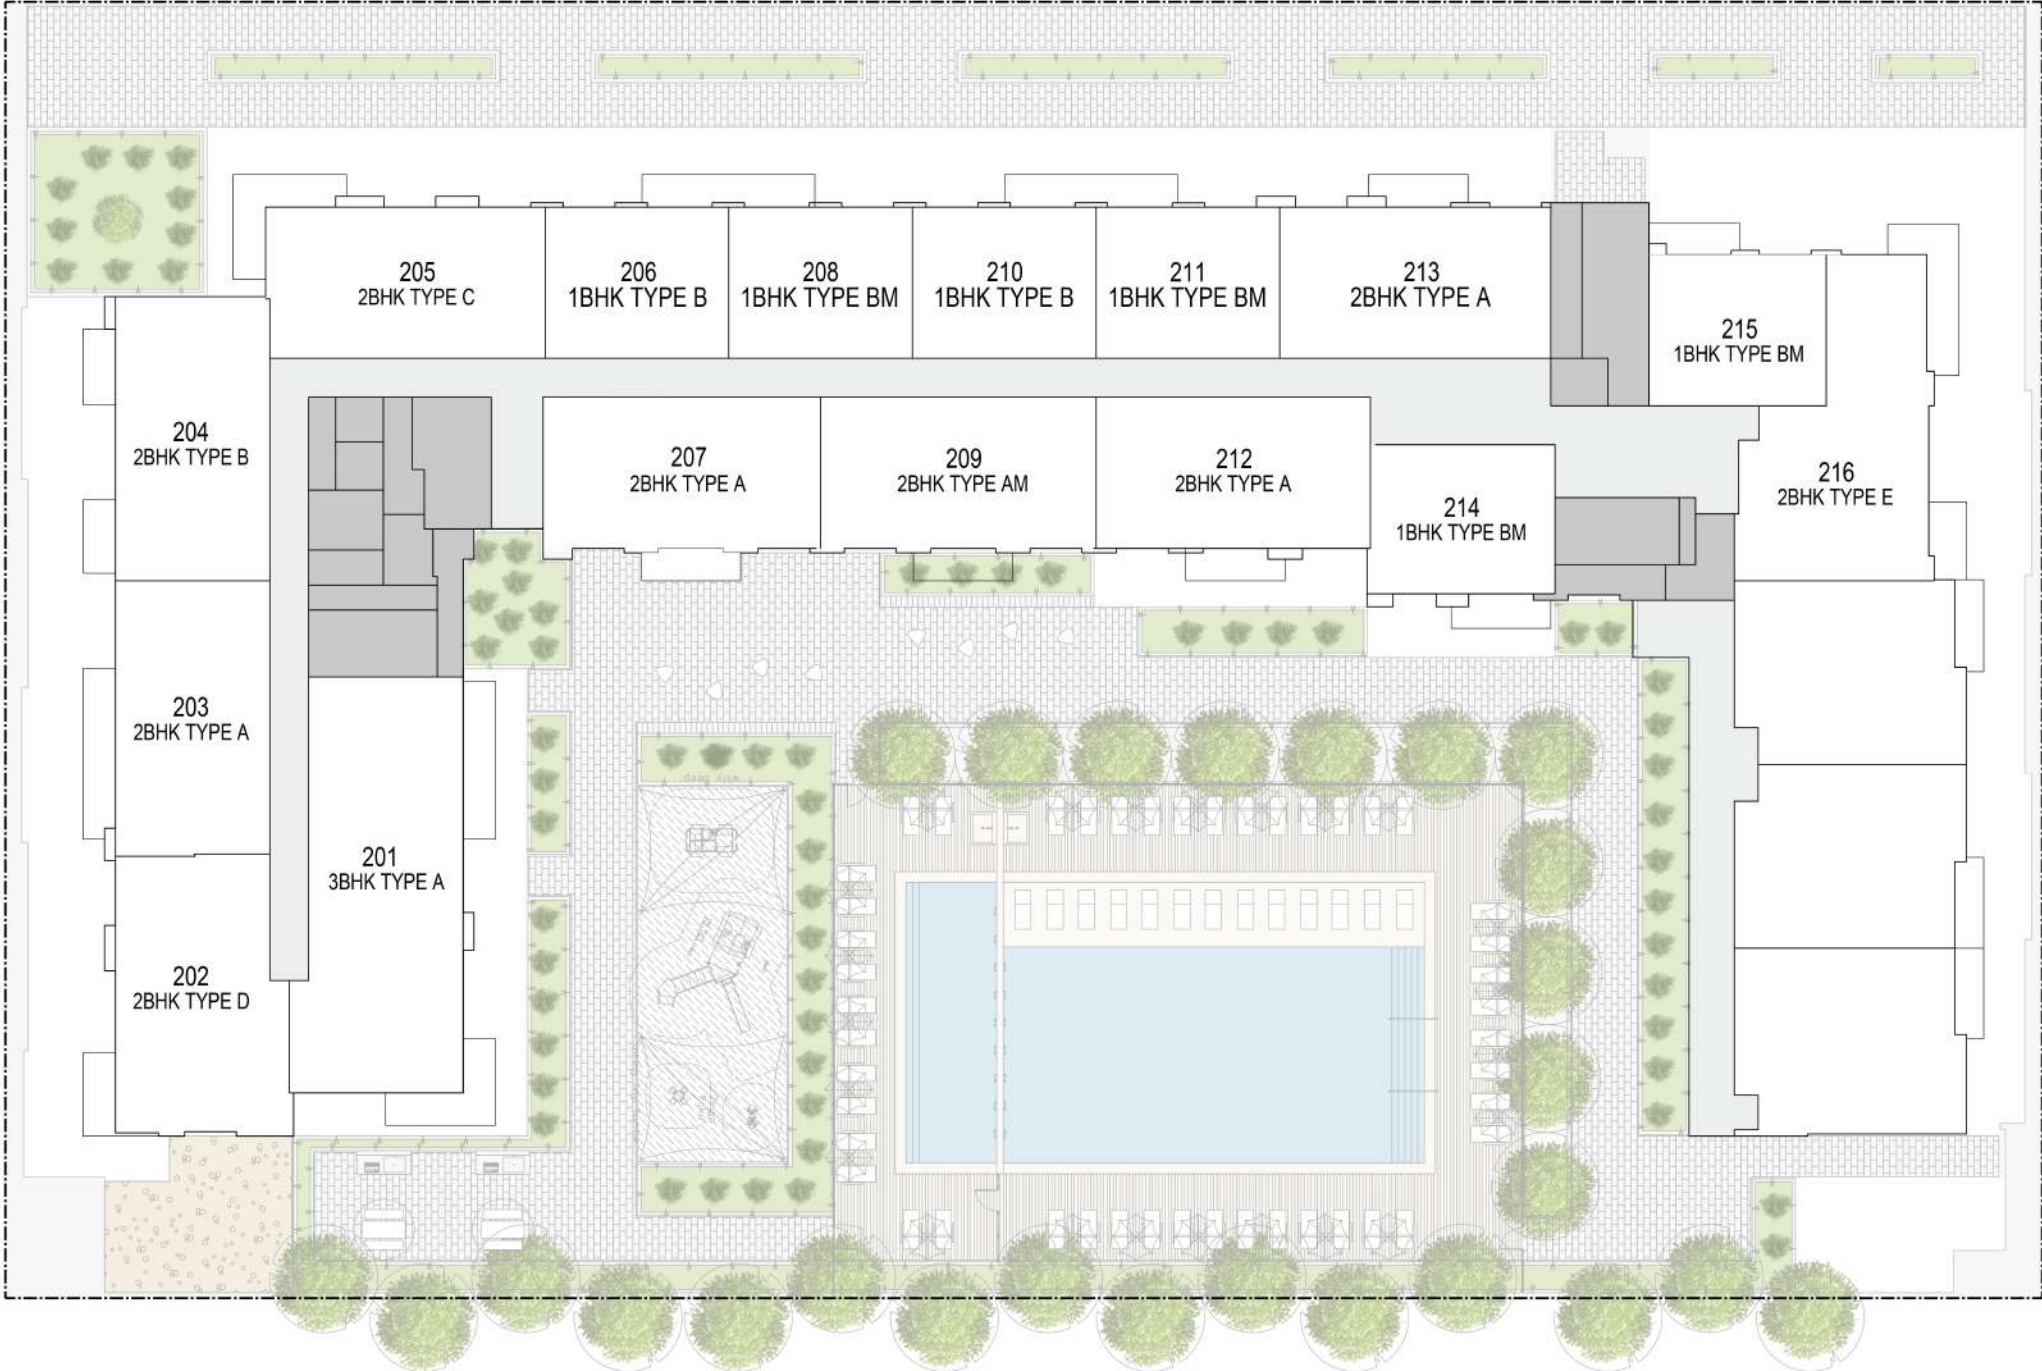 205
2BHK TYPE C
206
1BHK TYPE B
208
1BHK TYPE BM
210
1BHK TYPE B
211
1BHK TYPE BM
213
2BHK TYPE A
215
1BHK TYPE BM
204
2BHK TYPE B
207
2BHK TYPE A
209
2BHK TYPE AM
212
2BHK TYPE A
214
1BHK TYPE BM
216
2BHK TYPE E
203
2BHK TYPE A
201
3BHK TYPE A
202
2BHK TYPE D